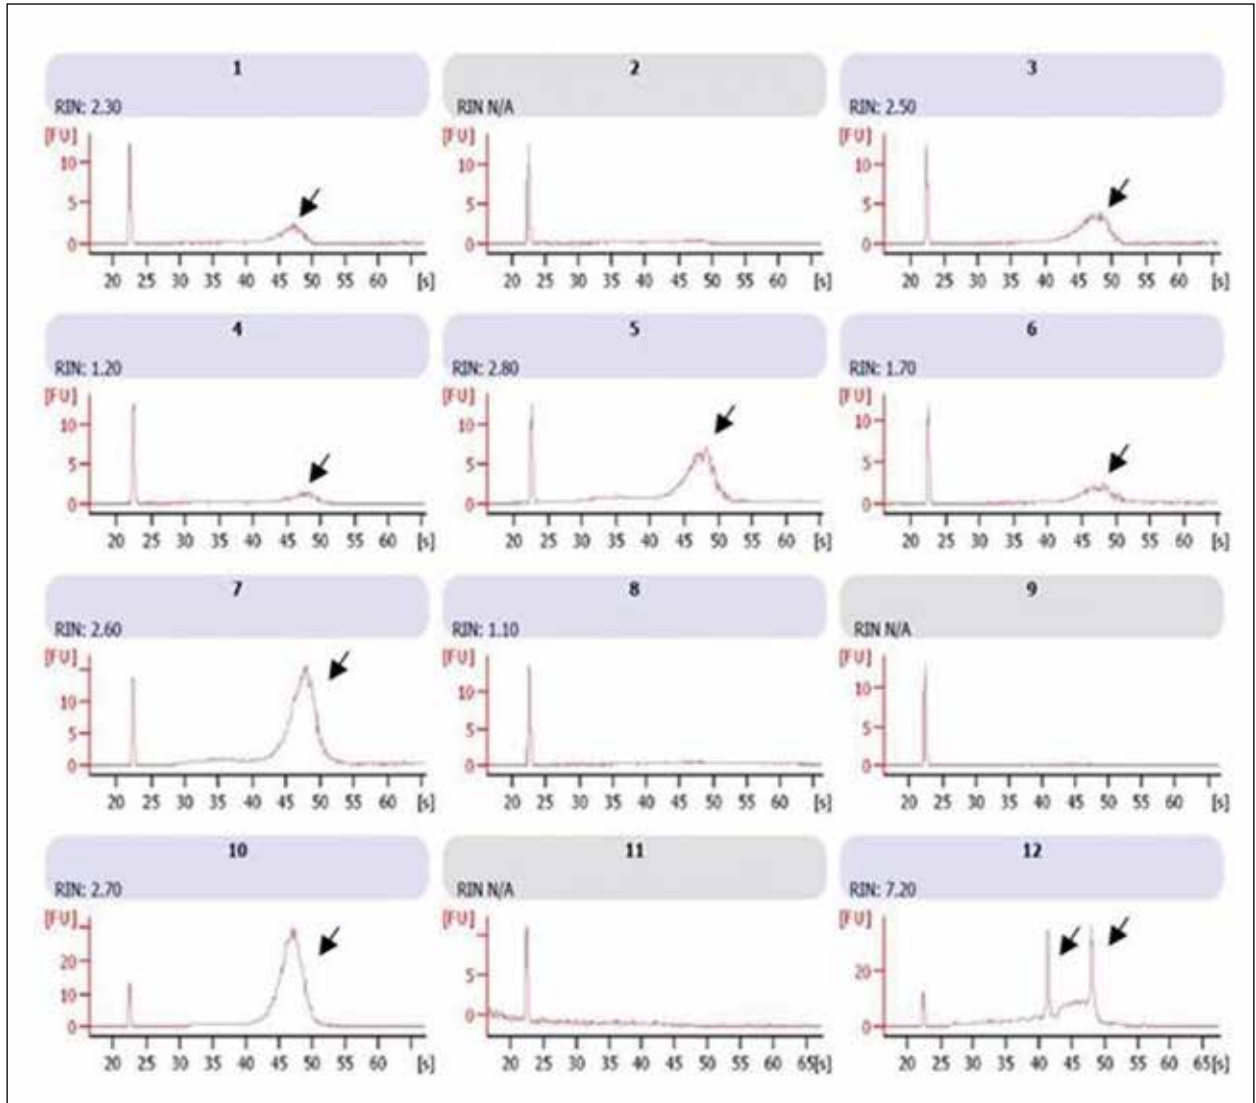 1 2 3
RIN: 2.30 RIN N/A RIN: 2.50
[FU] [FU] [FU]
10 10 10
5 5 5
0 0 0
20 25 30 35 40 45 50 55 60 [s] 20 25 30 35 40 45 50 55 60 [s] 20 25 30 35 40 45 50 55 60 [s]
4 5 6
RIN: 1.20 RIN: 2.80 RIN: 1.70
[FU] [FU] [FU]
10 10 10
5 5 5
0 0 0
20 25 30 35 40 45 50 55 60 [s] 20 25 30 35 40 45 50 55 60 [s] 20 25 30 35 40 45 50 55 60 [s]
7 8 9
RIN: 2.60 RIN: 1.10 RIN N/A
[FU] [FU] [FU]
10 10 10
5 5 5
0 0 0
20 25 30 35 40 45 50 55 60 [s] 20 25 30 35 40 45 50 55 60 [s] 20 25 30 35 40 45 50 55 60 [s]
10 11 12
RIN: 2.70 RIN N/A RIN: 7.20
[FU] [FU] [FU]
20 5 20
10 0 0
0
20 25 30 35 40 45 50 55 60 [s] 20 25 30 35 40 45 50 55 60 65[s] 20 25 30 35 40 45 50 55 60 65[s]